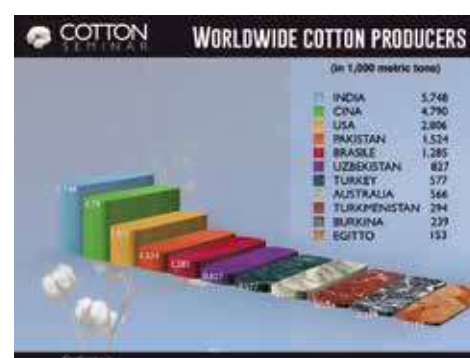 COTTON
SEMINAR
WORLDWIDE COTTON PRODUCERS
(in 1,000 metric tons)
INDIA 5,748
CINA 4,790
USA 2,806
PAKISTAN 1,524
BRASILE 1,285
UZBEKISTAN 827
TURKEY 577
AUSTRALIA 566
TURKMENISTAN 294
BURKINA 239
EGITTO 153